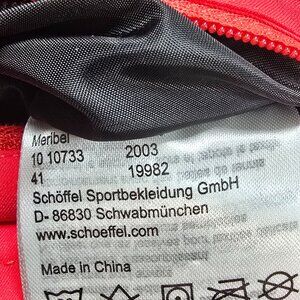 Meribel
10 10733 2003
41 19982
Schöffel Sportbekleidung GmbH
D- 86830 Schwabmünchen
www.schoeffel.com
Made in China